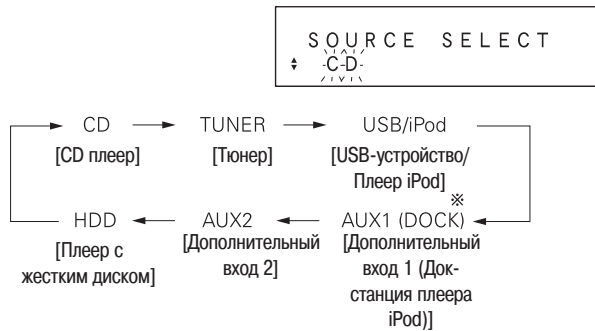 SOURCE SELECT
CD
CD
TUNER
USB/iPod
[CD плеер]
[Тюнер]
[USB-устройство/
Плеер iPod]
※
HDD
AUX2
AUX1 (DOCK)
[Плеер с
жестким диском]
[Дополнительный
вход 2]
[Дополнительный
вход 1 (Док-
станция плеера
iPod)]